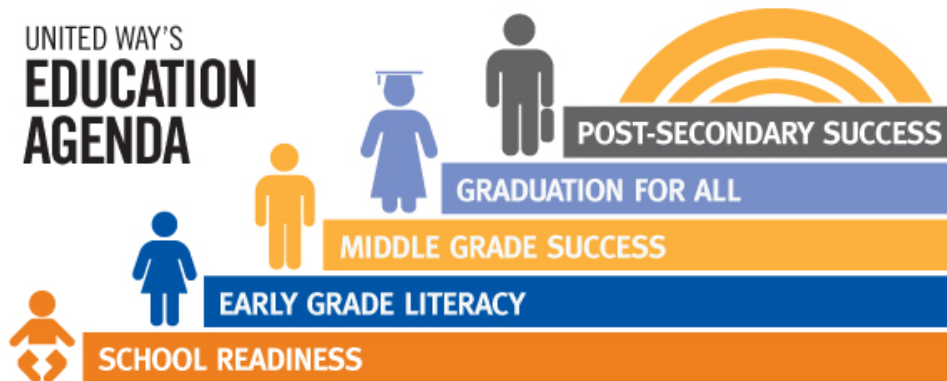 UNITED WAY'S
EDUCATION
AGENDA
POST-SECONDARY SUCCESS
GRADUATION FOR ALL
MIDDLE GRADE SUCCESS
EARLY GRADE LITERACY
SCHOOL READINESS